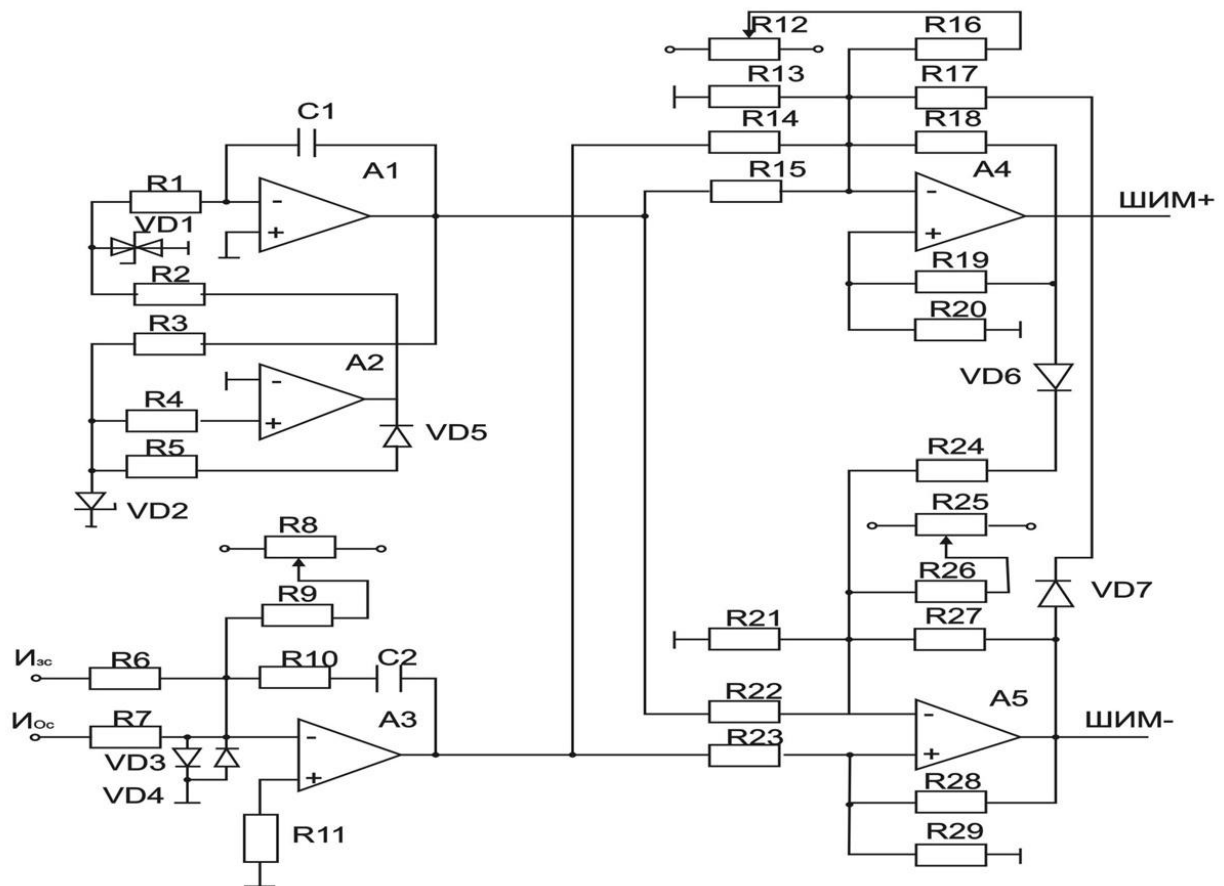 R12
R16
R13
R17
C1
R14
R18
R1
A1
R15
A4
VD1
ШИМ+
R2
R19
R3
R20
A2
R4
VD6
VD5
R5
R24
VD2
R25
R8
R26
VD7
R9
R21
R27
Изс
R6
R10
C2
R22
A5
Иос
R7
A3
ШИМ-
R23
VD3
VD4
R28
R11
R29